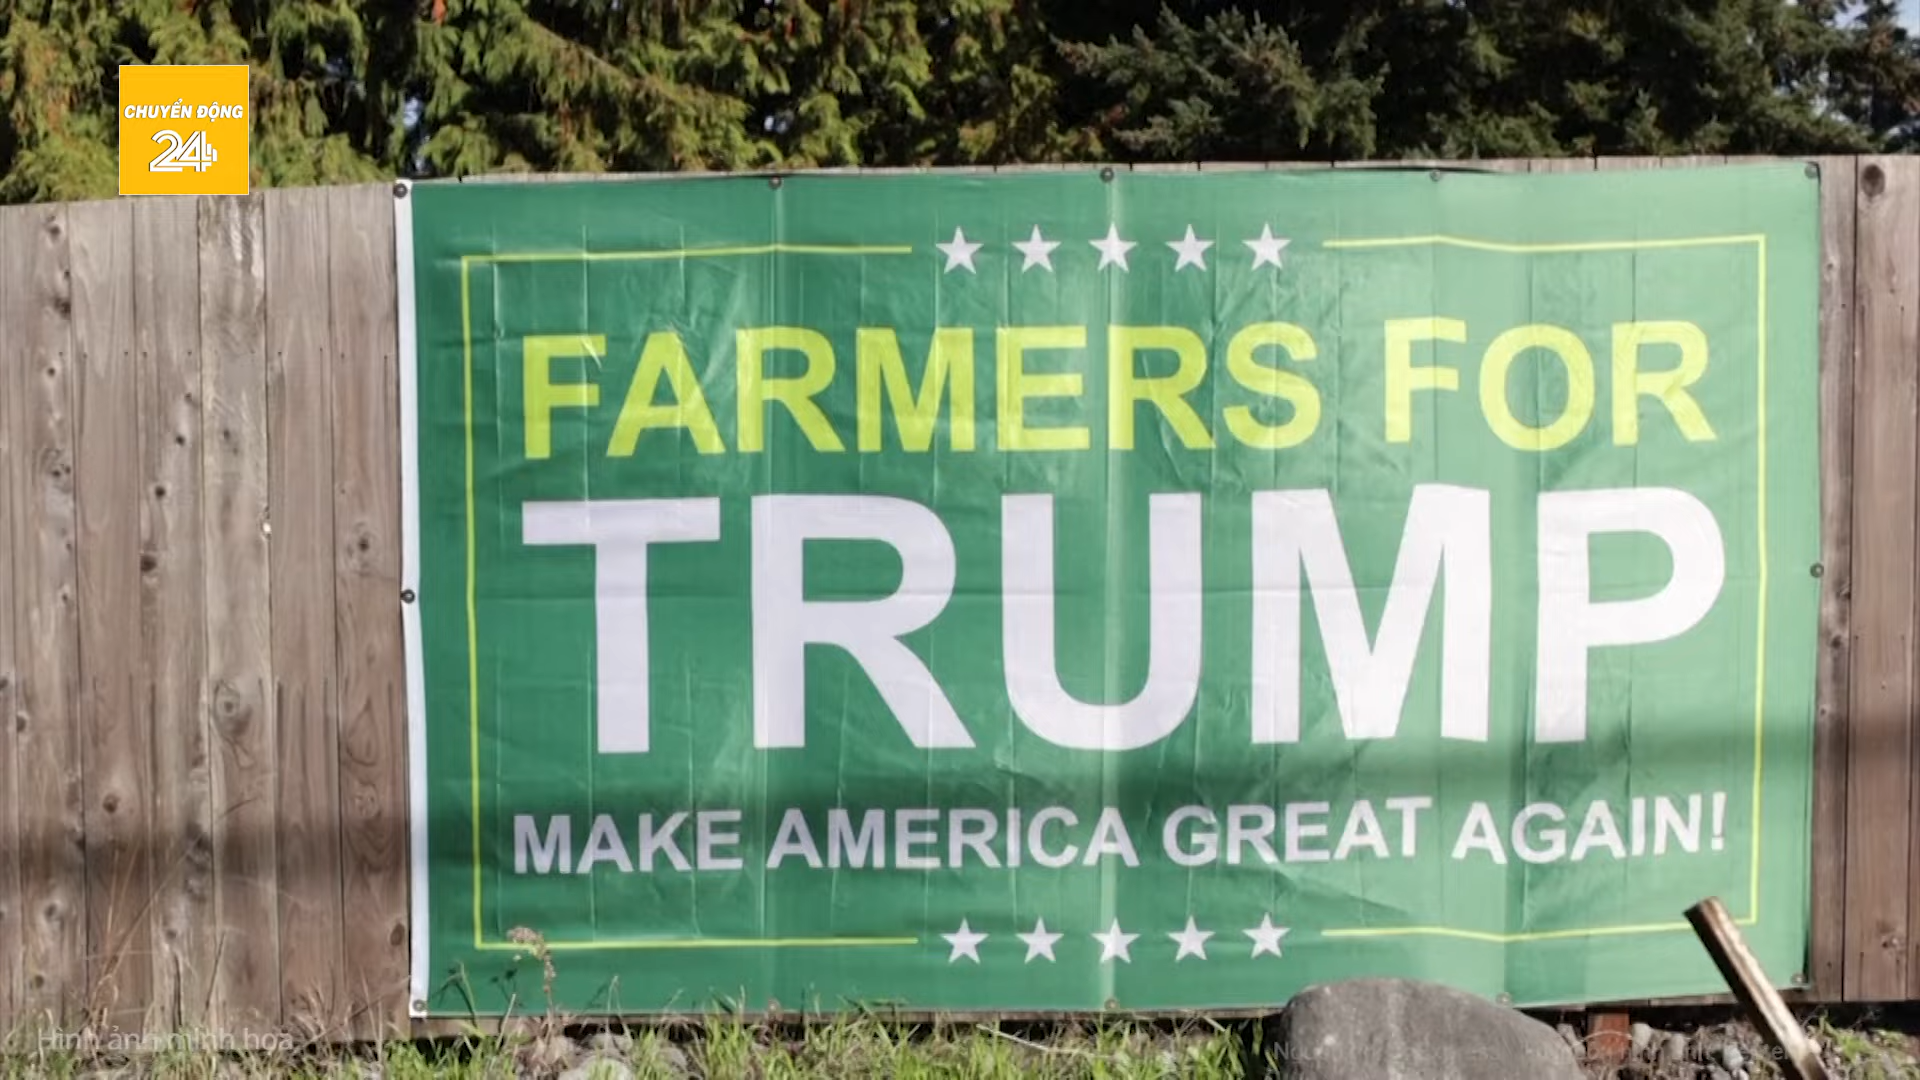 CHUYỂN ĐỘNG
24
FARMERS FOR
TRUMP
MAKE AMERICA GREAT AGAIN!
Hình ảnh minh họa